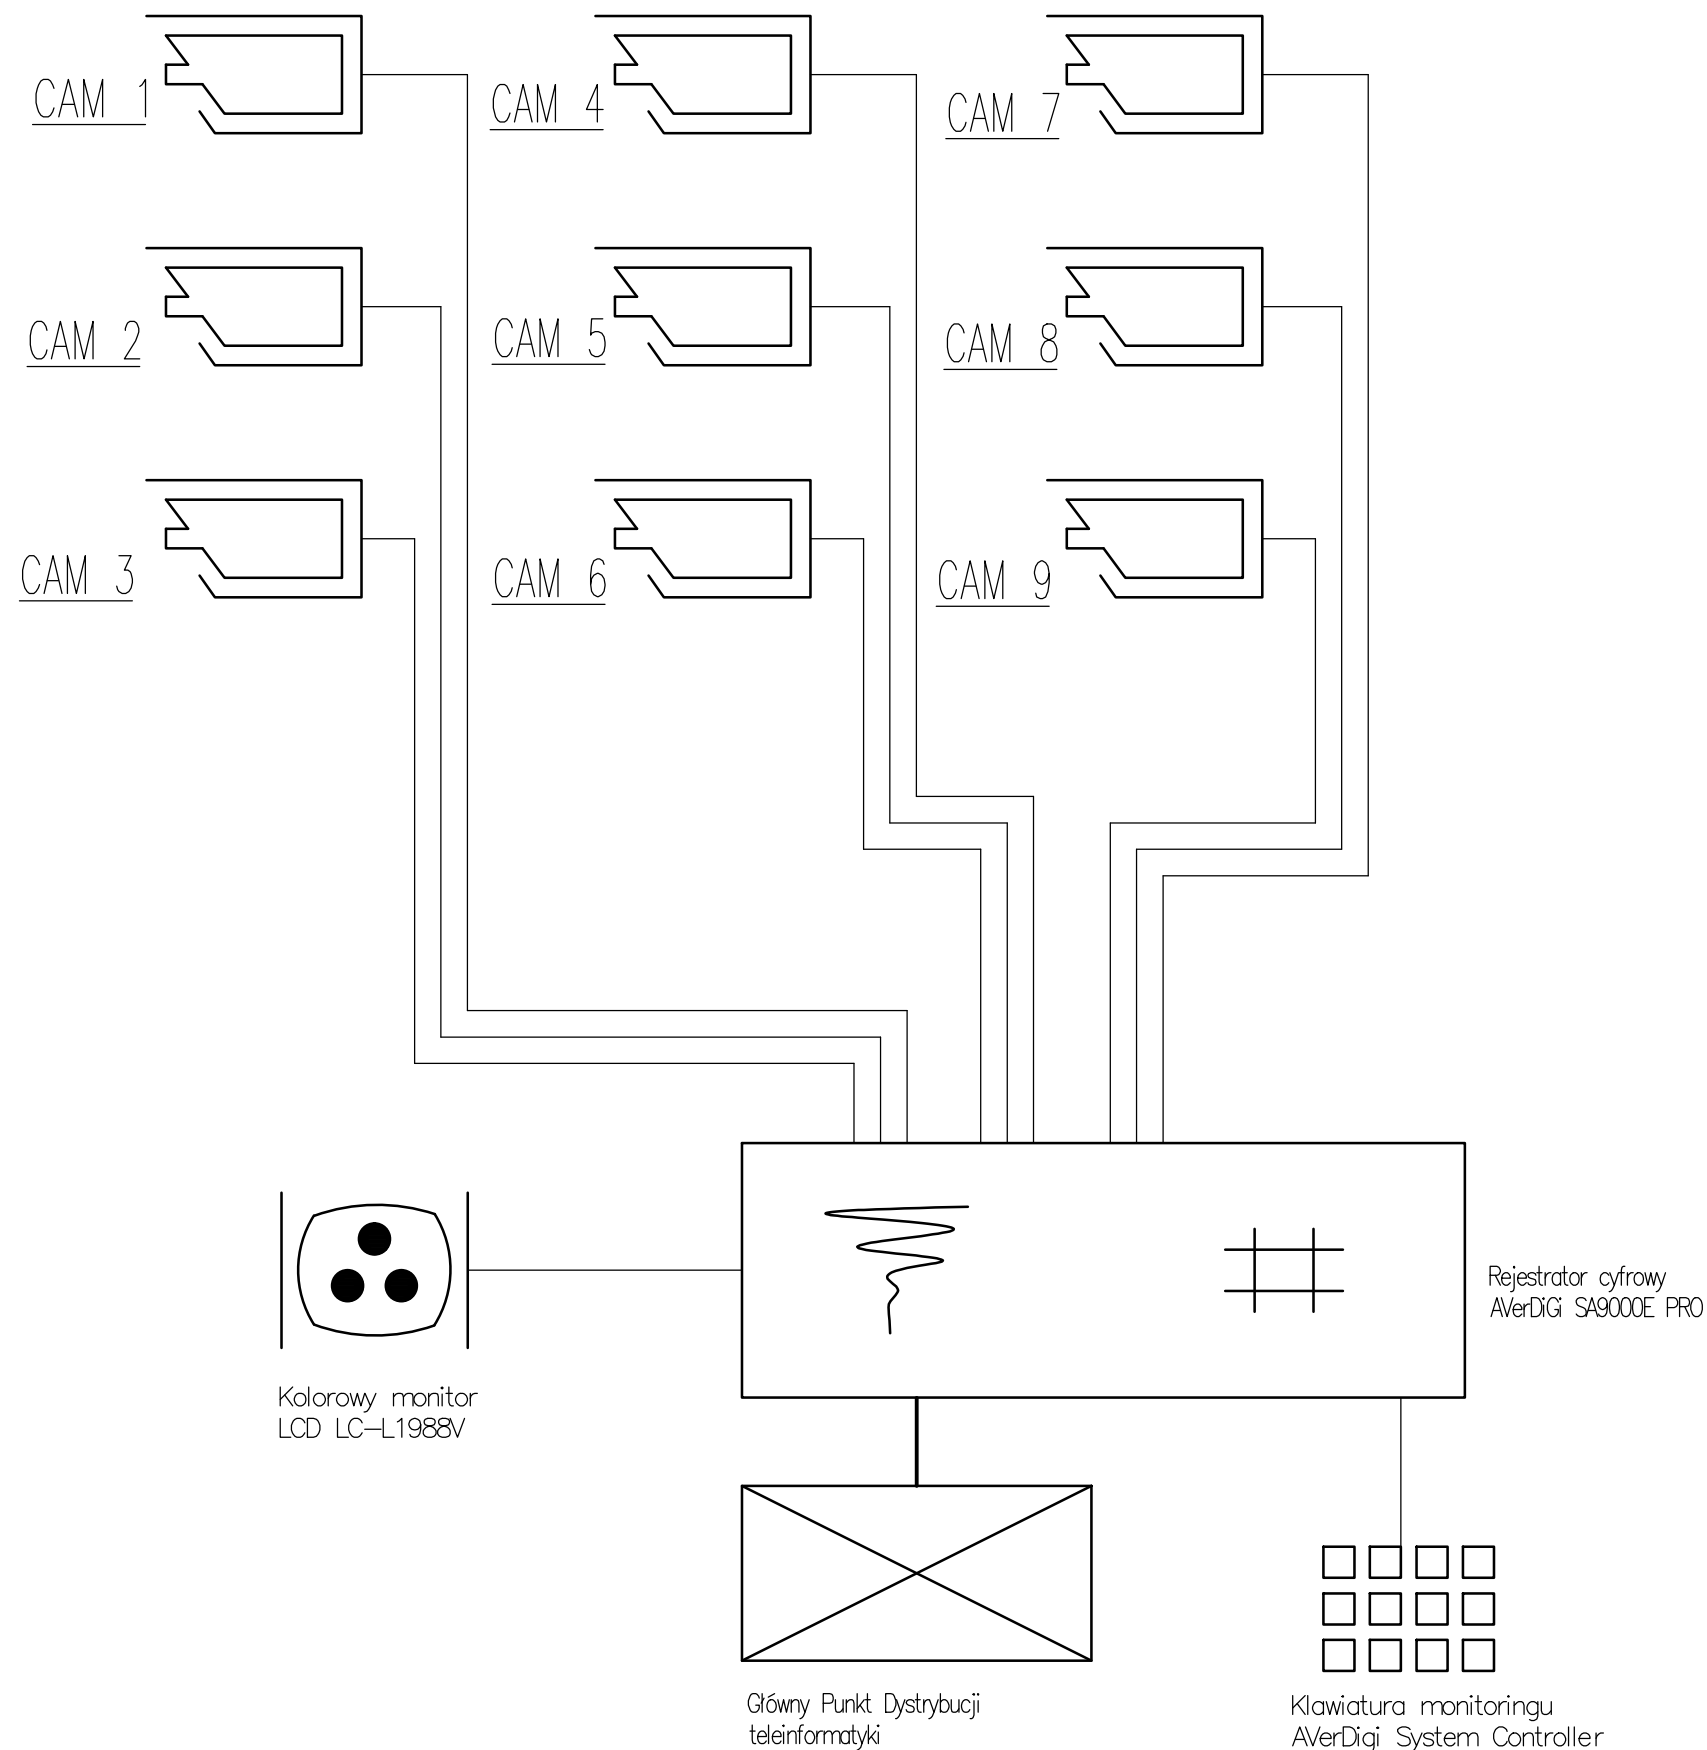 CAM 1
CAM 4
CAM 7
CAM 2
CAM 5
CAM 8
CAM 3
CAM 6
CAM 9
Rejestrator cyfrowy
AVerDiGi SA9000E PRO
Kolorowy monitor
LCD LC-L1988V
Główny Punkt Dystrybucji
teleinformatyki
Klawiatura monitoringu
AVerDigi System Controller